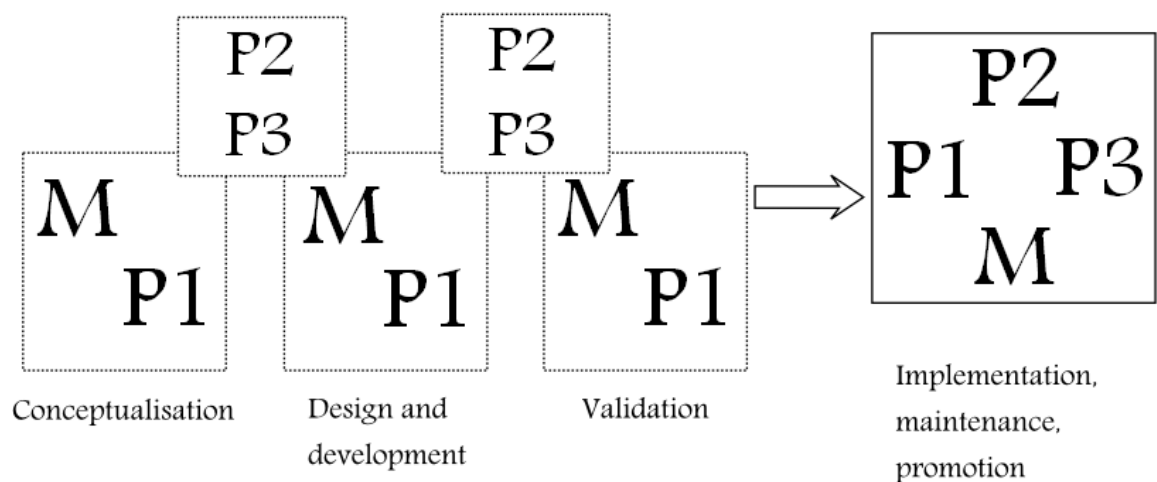 P2
P3
P2
P3
P2
P1 P3
M
M
P1
M
P1
M
P1
Conceptualisation
Design and
development
Validation
Implementation,
maintenance,
promotion